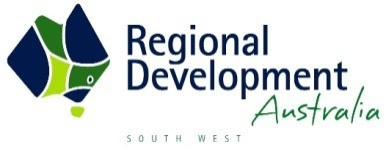 Regional
Development
Australia
SOUTH WEST